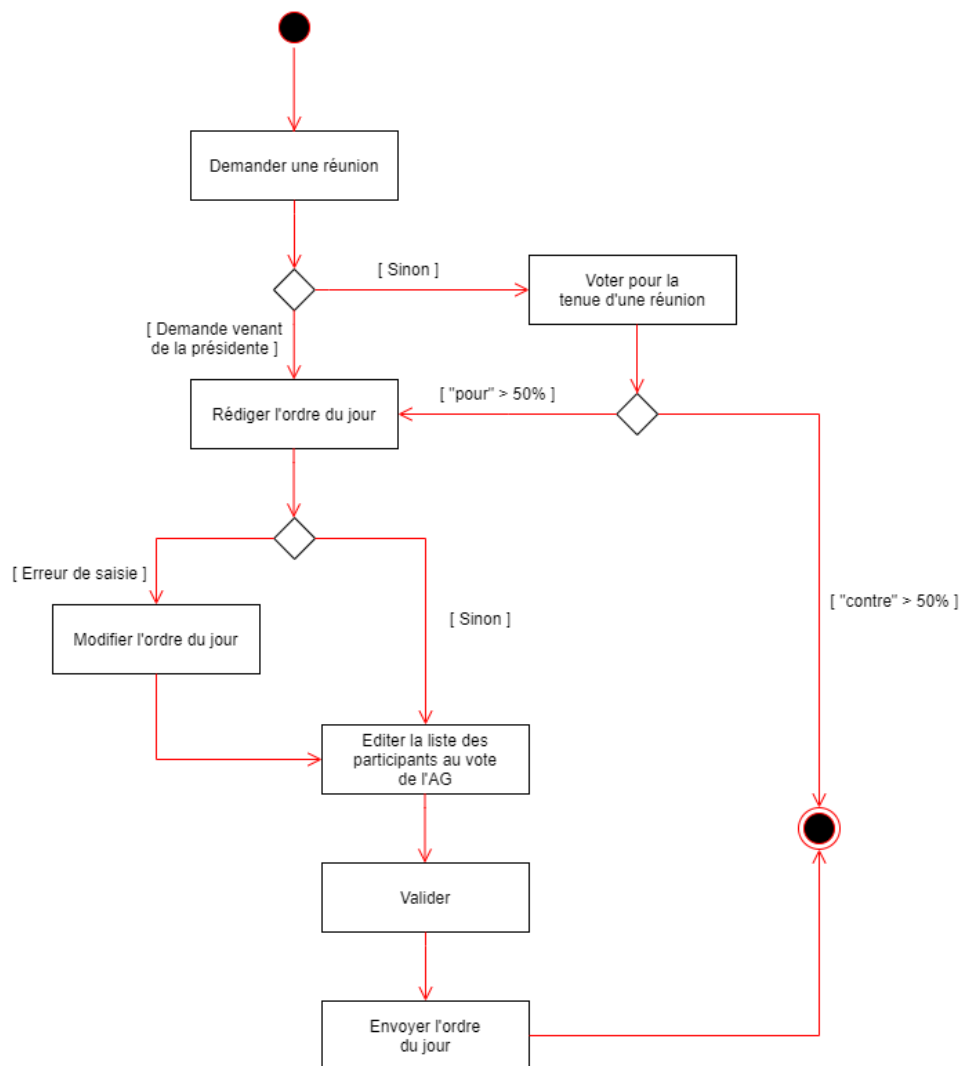 Demander une réunion
[ Sinon ]
Voter pour la
tenue d'une réunion
[ Demande venant
de la présidente ]
[ "pour" > 50% ]
Rédiger l'ordre du jour
[ Erreur de saisie ]
[ "contre" > 50% ]
[ Sinon ]
Modifier l'ordre du jour
Editer la liste des
participants au vote
de l'AG
Valider
Envoyer l'ordre
du jour